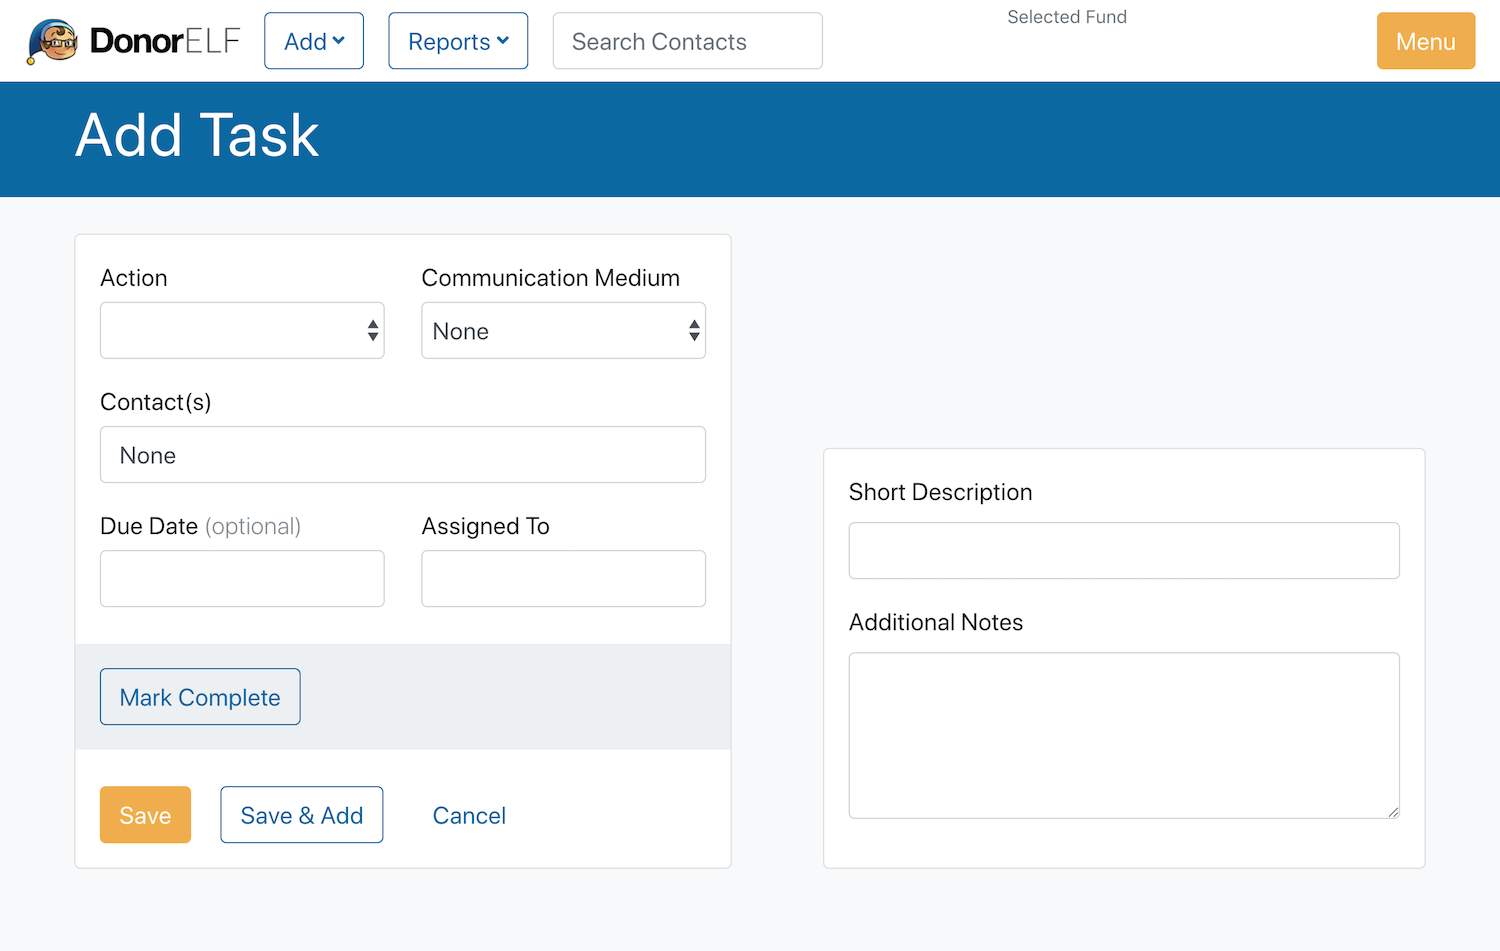 DonorELF
Add
Reports
Search Contacts
Selected Fund
Menu
Add Task
Action
Communication Medium
None
Contact(s)
None
Due Date (optional)
Assigned To
Mark Complete
Save
Save & Add
Cancel
Short Description
Additional Notes